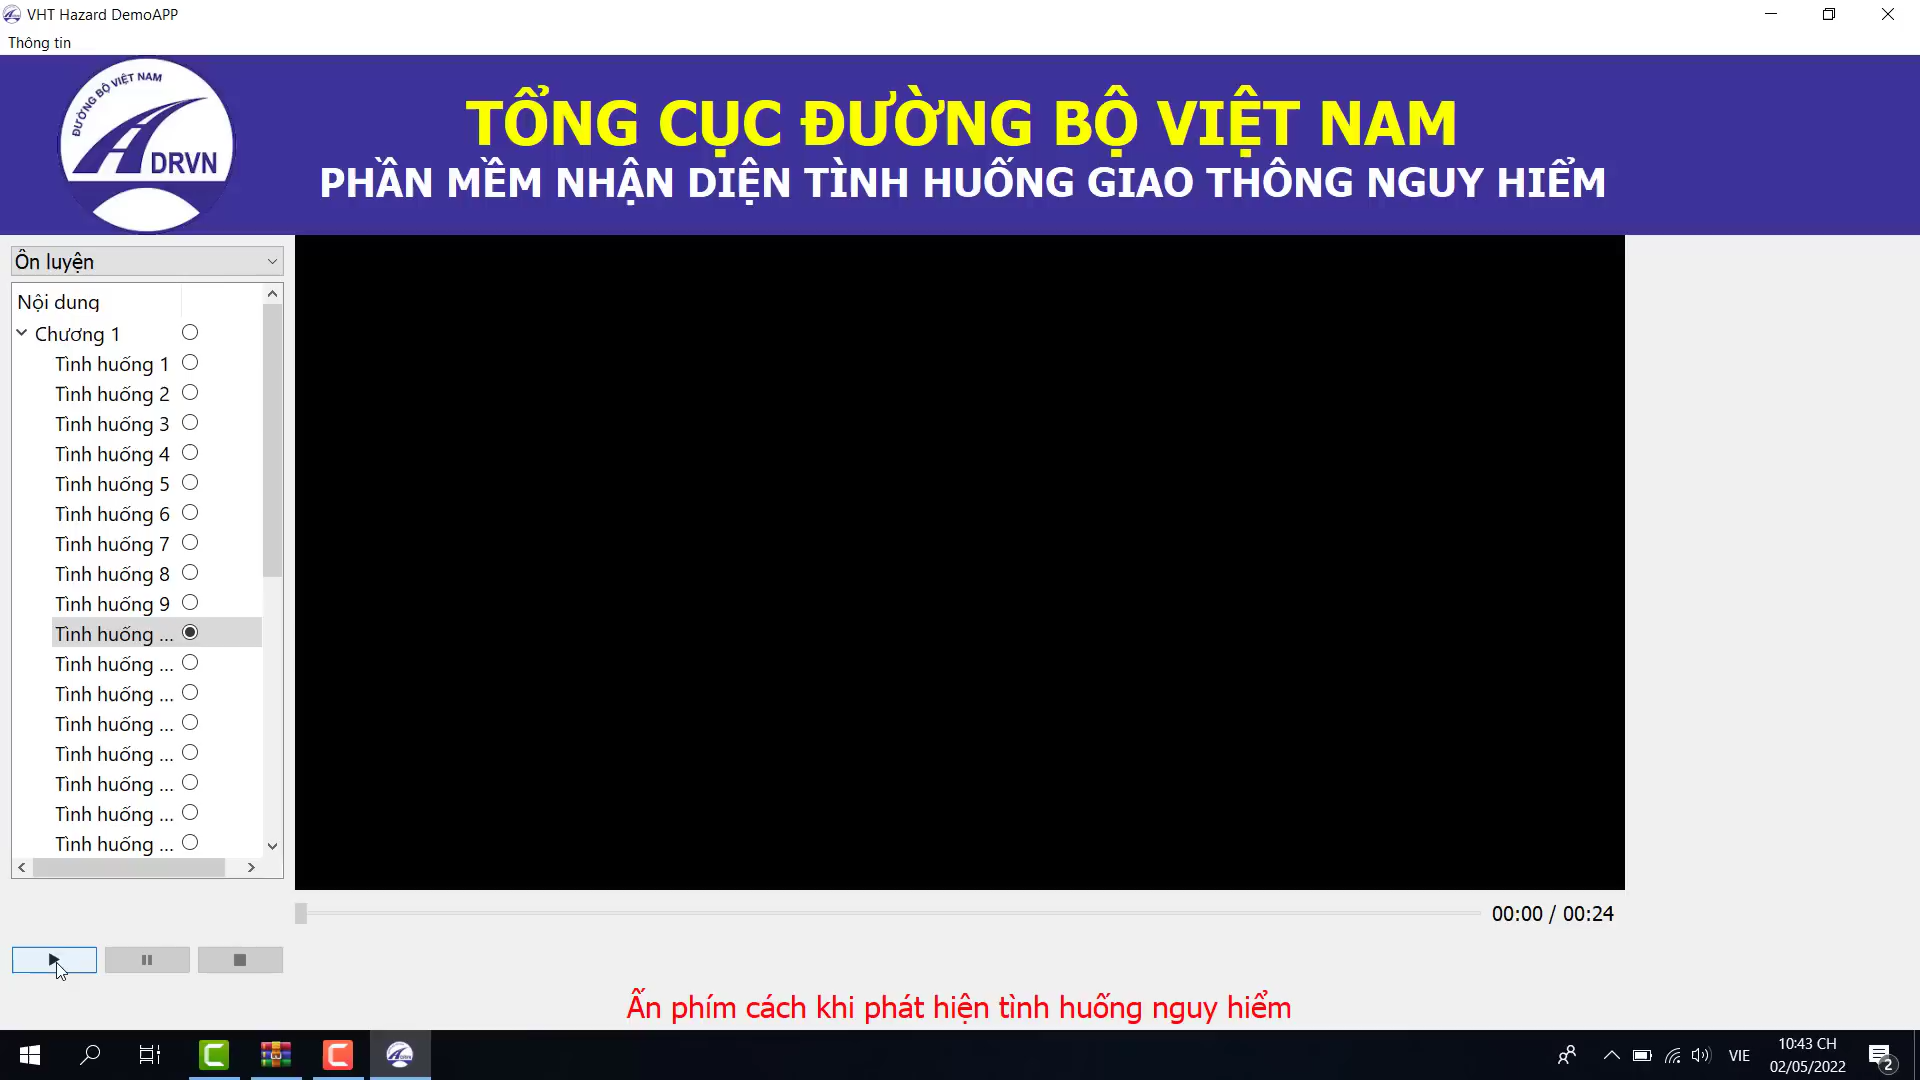 VHT Hazard DemoAPP
Thông tin
ĐƯỜNG BỘ VIỆT NAM
DRVN
TỔNG CỤC ĐƯỜNG BỘ VIỆT NAM
PHẦN MỀM NHẬN DIỆN TÌNH HUỐNG GIAO THÔNG NGUY HIỂM
Ôn luyện
Nội dung
Chương 1
Tình huống 1
Tình huống 2
Tình huống 3
Tình huống 4
Tình huống 5
Tình huống 6
Tình huống 7
Tình huống 8
Tình huống 9
Tình huống ...
Tình huống ...
Tình huống ...
Tình huống ...
Tình huống ...
Tình huống ...
Tình huống ...
Tình huống ...
00:00 / 00:24
Ấn phím cách khi phát hiện tình huống nguy hiểm
VIE
10:43 CH
02/05/2022
2